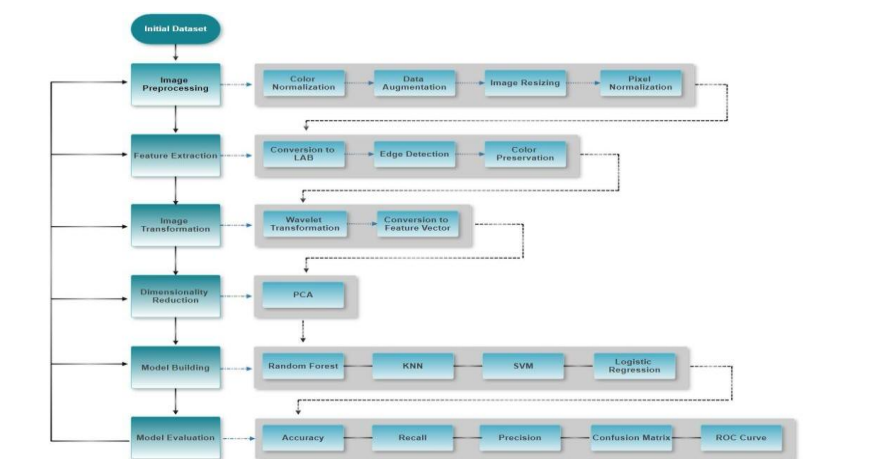 Initial Dataset
Image
Preprocessing
Color
Normalization
Data
Augmentation
Image Resizing
Pixel
Normalization
Feature Extraction
Conversion to
LAB
Edge Detection
Color
Preservation
Image
Transformation
Wavelet
Transformation
Conversion to
Feature Vector
Dimensionality
Reduction
PCA
Model Building
Random Forest
KNN
SVM
Logistic
Regression
Model Evaluation
Accuracy
Recall
Precision
Confusion Matrix
ROC Curve